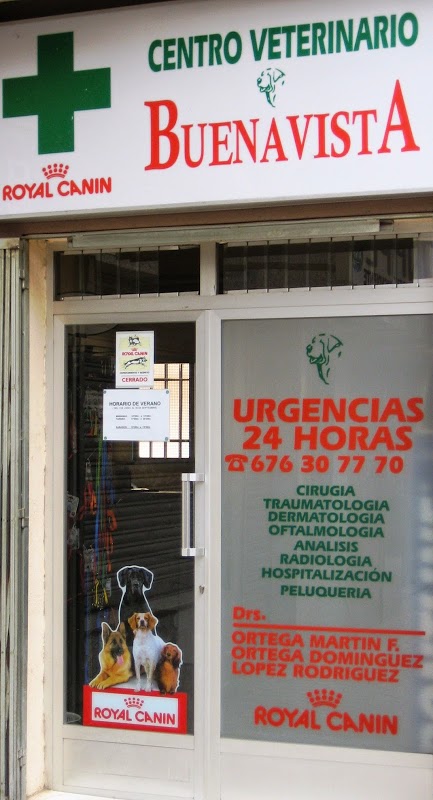 CENTRO VETERINARIO
BUENAVISTA
ROYAL CANIN
ROYAL CANIN
CERRADO
HORARIO DE VERANO
URGENCIAS
24 HORAS
☎676 30 77 70
CIRUGIA
TRAUMATOLOGIA
DERMATOLOGIA
OFTALMOLOGIA
ANALISIS
RADIOLOGIA
HOSPITALIZACIÓN
PELUQUERIA
Drs.
ORTEGA MARTIN F.
ORTEGA DOMINGUEZ
LOPEZ RODRIGUEZ
ROYAL CANIN
ROYAL CANIN